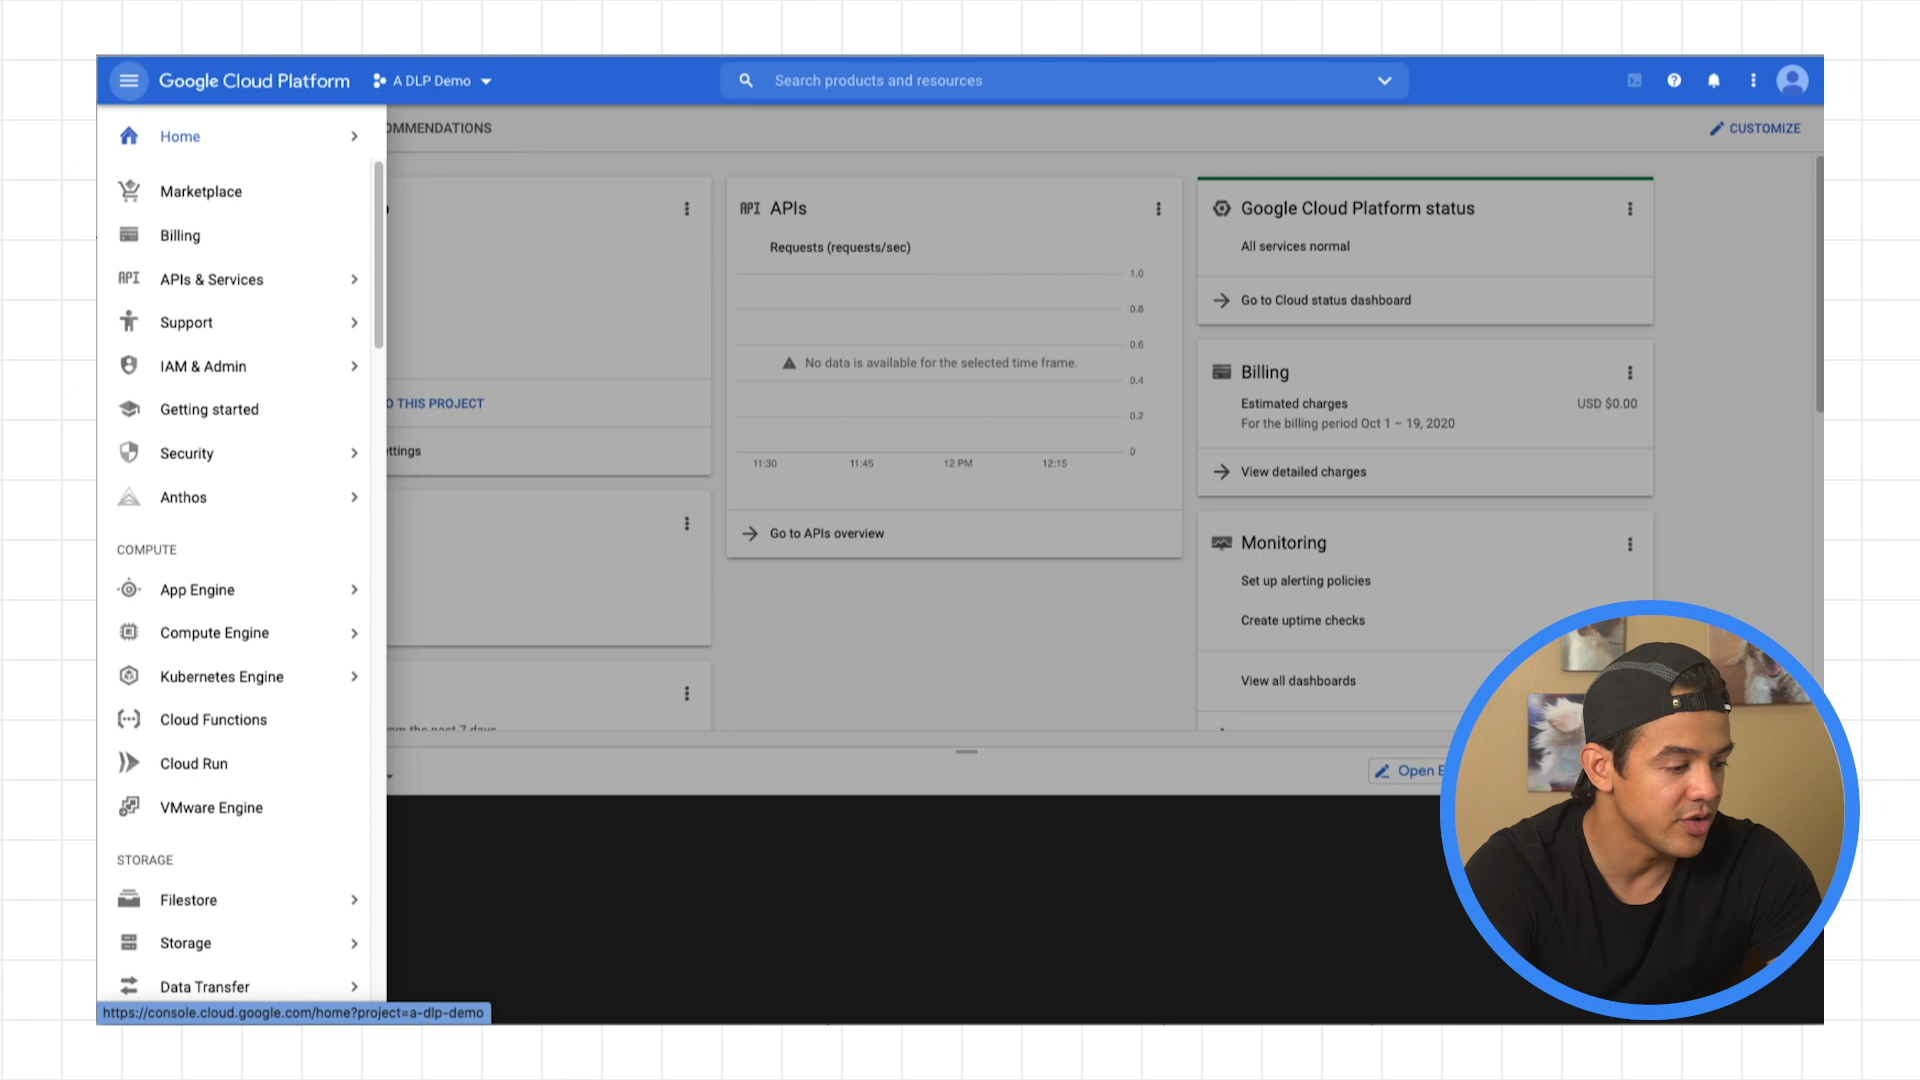 Google Cloud Platform
A DLP Demo
Search products and resources
Home
OMMENDATIONS
CUSTOMIZE
Marketplace
Billing
API APIs & Services
Support
IAM & Admin
Getting started
Security
Anthos
COMPUTE
App Engine
Compute Engine
Kubernetes Engine
Cloud Functions
Cloud Run
VMware Engine
STORAGE
Filestore
Storage
Data Transfer
https://console.cloud.google.com/home?project=a-dlp-demo
O THIS PROJECT
ettings
API APIs
Requests (requests/sec)
1.0
0.8
0.6
No data is available for the selected time frame.
0.4
0.2
0
11:30 11:45 12 PM 12:15
Go to APIs overview
Google Cloud Platform status
All services normal
Go to Cloud status dashboard
Billing
Estimated charges USD $0.00
For the billing period Oct 1 – 19, 2020
View detailed charges
Monitoring
Set up alerting policies
Create uptime checks
View all dashboards
Open E